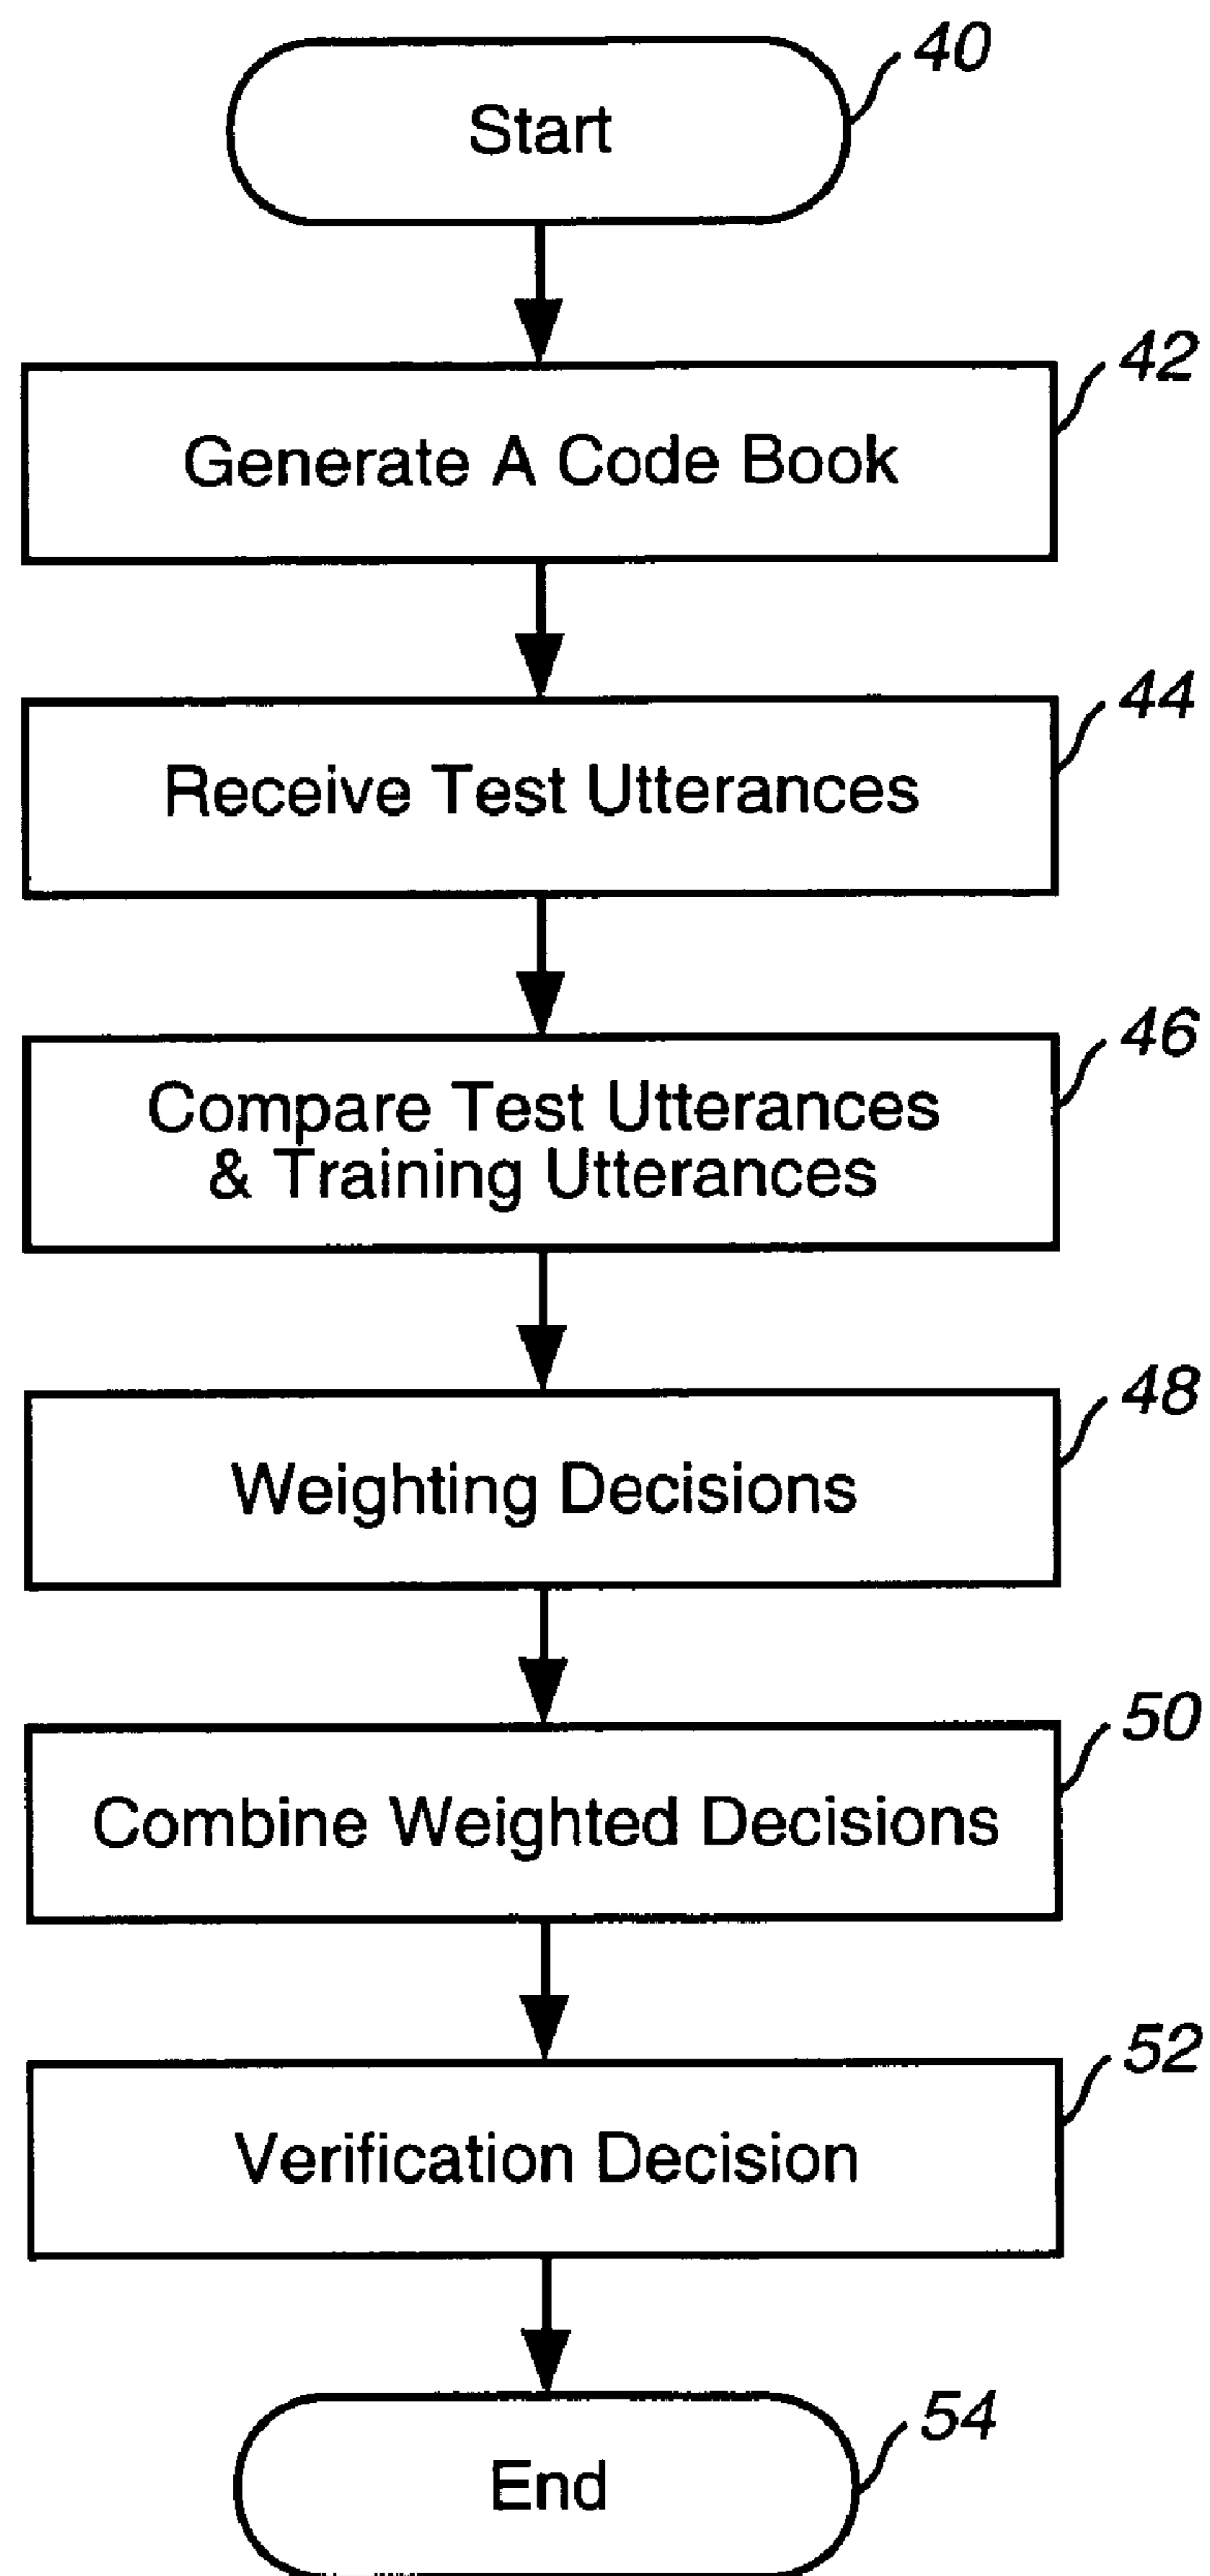 40
Start
42
Generate A Code Book
44
Receive Test Utterances
46
Compare Test Utterances
& Training Utterances
48
Weighting Decisions
50
Combine Weighted Decisions
52
Verification Decision
54
End